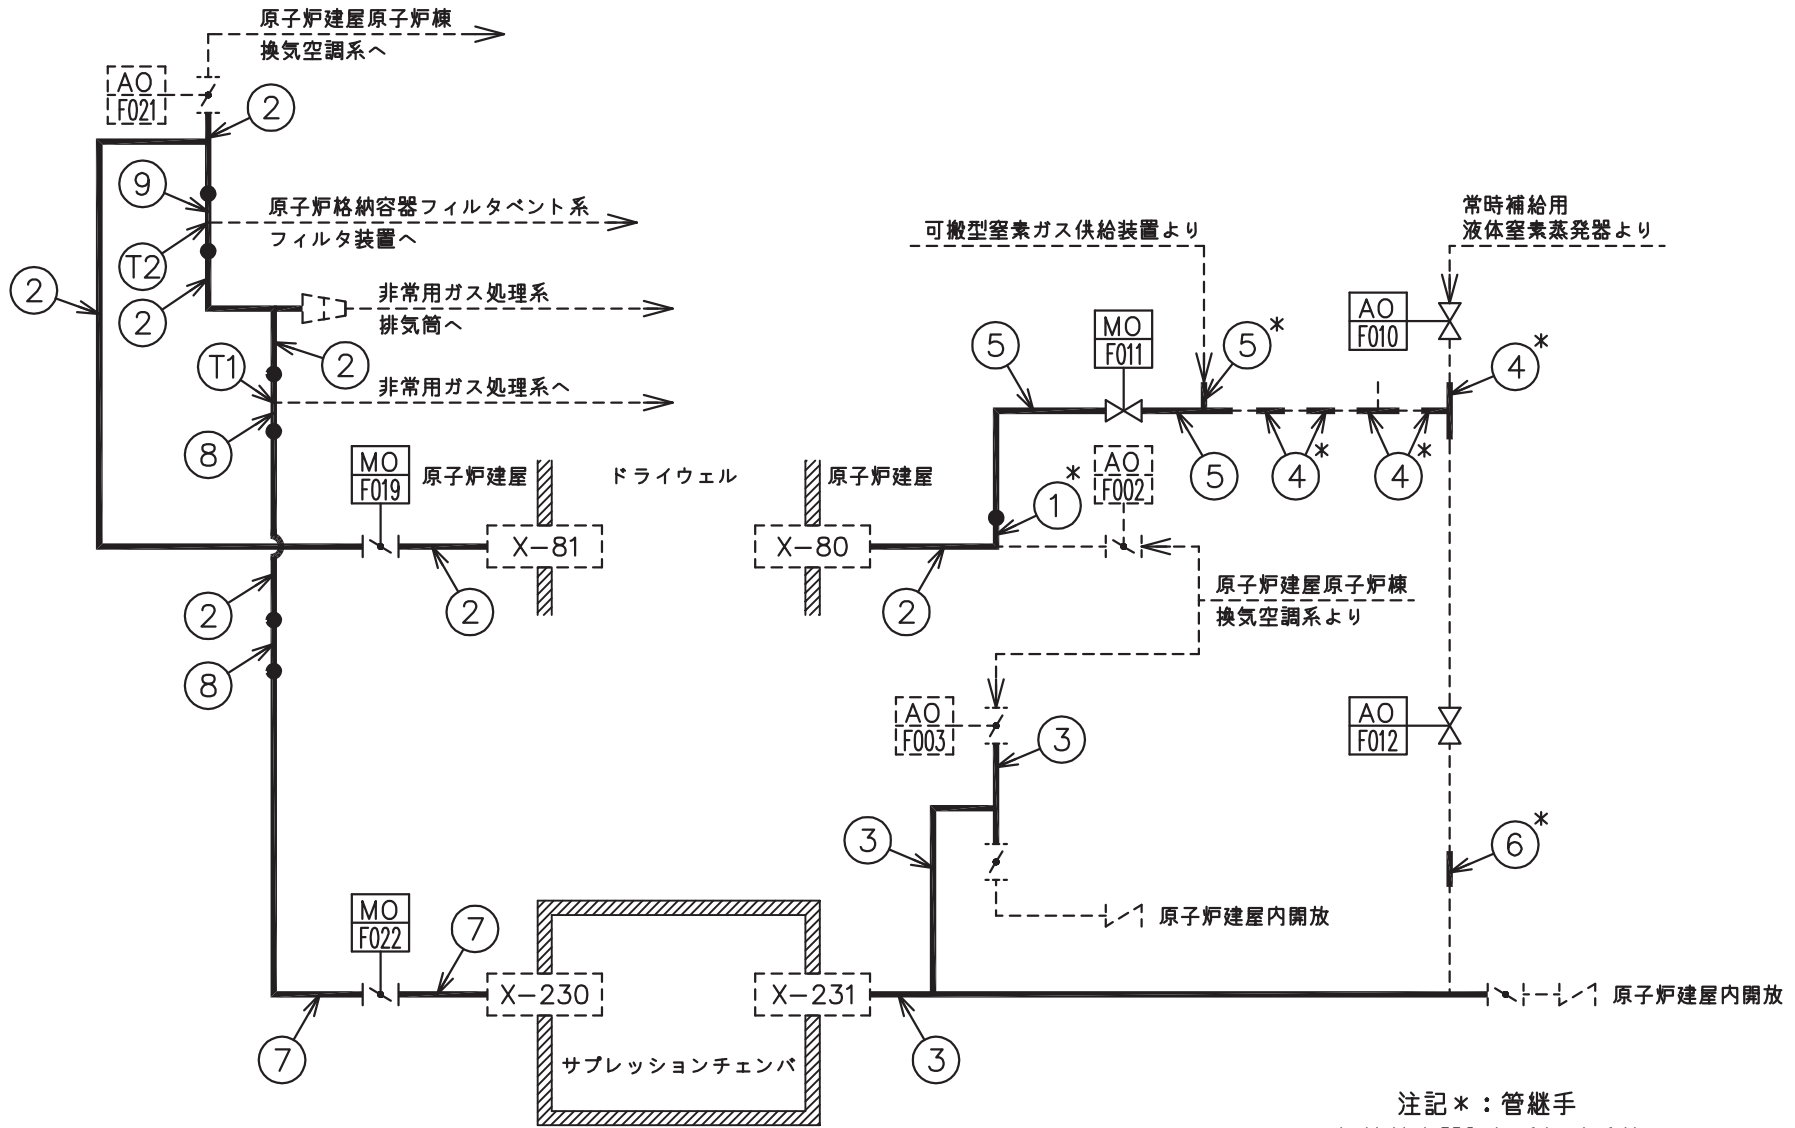 原子炉建屋原子炉棟
換気空調系へ
AO
F021
2
9
原子炉格納容器フィルタベント系
フィルタ装置へ
T2
2
2
非常用ガス処理系
排気筒へ
T1
2
非常用ガス処理系へ
8
MO
F019
原子炉建屋
ドライウェル
原子炉建屋
X-81
X-80
2
2
2
8
可搬型窒素ガス供給装置より
常時補給用
液体窒素蒸発器より
MO
F011
AO
F010
5
5*
4*
5
4*
4*
AO
F002
1*
原子炉建屋原子炉棟
換気空調系より
AO
F003
3
AO
F012
3
6*
原子炉建屋内開放
MO
F022
7
X-230
X-231
原子炉建屋内開放
7
3
サプレッションチェンバ
注記*:管継手